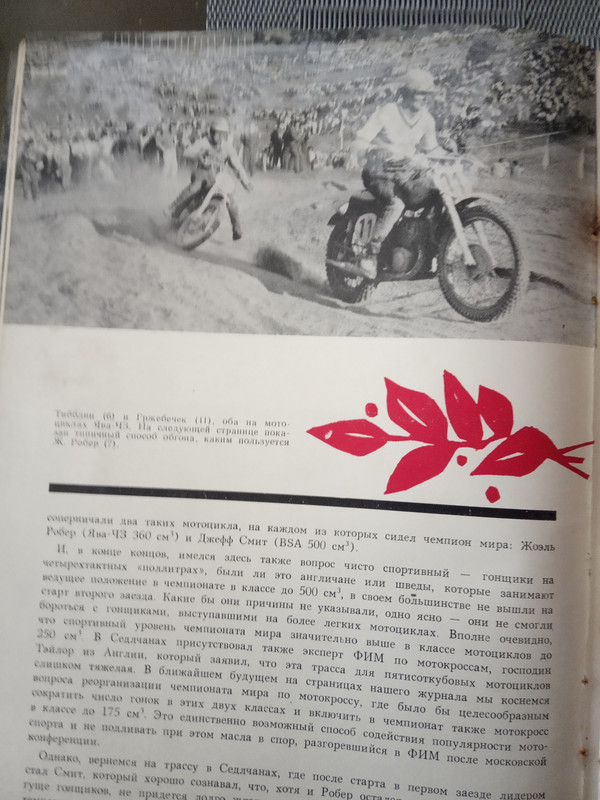 11
Тибблин (6) и Гржебечек (11), оба на мото-
циклах Ява-ЧЗ. На следующей странице пока-
зан типичный способ обгона, каким пользуется
Ж. Робер (7).
соперничали два таких мотоцикла, на каждом из которых сидел чемпион мира: Жоэль
Робер (Ява-ЧЗ 360 см³) и Джефф Смит (BSA 500 см³).
И, в конце концов, имелся здесь также вопрос чисто спортивный — гонщики на
четырехтактных «поллитрах», были ли это англичане или шведы, которые занимают
ведущее положение в чемпионате в классе до 500 см³, в своем большинстве не вышли на
старт второго заезда. Какие бы они причины не указывали, одно ясно — они не смогли
бороться с гонщиками, выступавшими на более легких мотоциклах. Вполне очевидно,
что спортивный уровень чемпионата мира значительно выше в классе мотоциклов до
250 см³. В Седлчанах присутствовал также эксперт ФИМ по мотокроссам, господин
Тэйлор из Англии, который заявил, что эта трасса для пятисоткубовых мотоциклов
слишком тяжелая. В ближайшем будущем на страницах нашего журнала мы коснемся
вопроса реорганизации чемпионата мира по мотокроссу, где было бы целесообразным
сократить число гонок в этих двух классах и включить в чемпионат также мотокросс
в классе до 175 см³. Это единственно возможный способ содействия популярности мото-
спорта и не подливать при этом масла в спор, разгоревшийся в ФИМ после московской
конференции.
Однако, вернемся на трассу в Седлчанах, где после старта в первом заезде лидером
стал Смит, который хорошо сознавал, что, хотя и Робер остался
гуще гонщиков, не придется долго